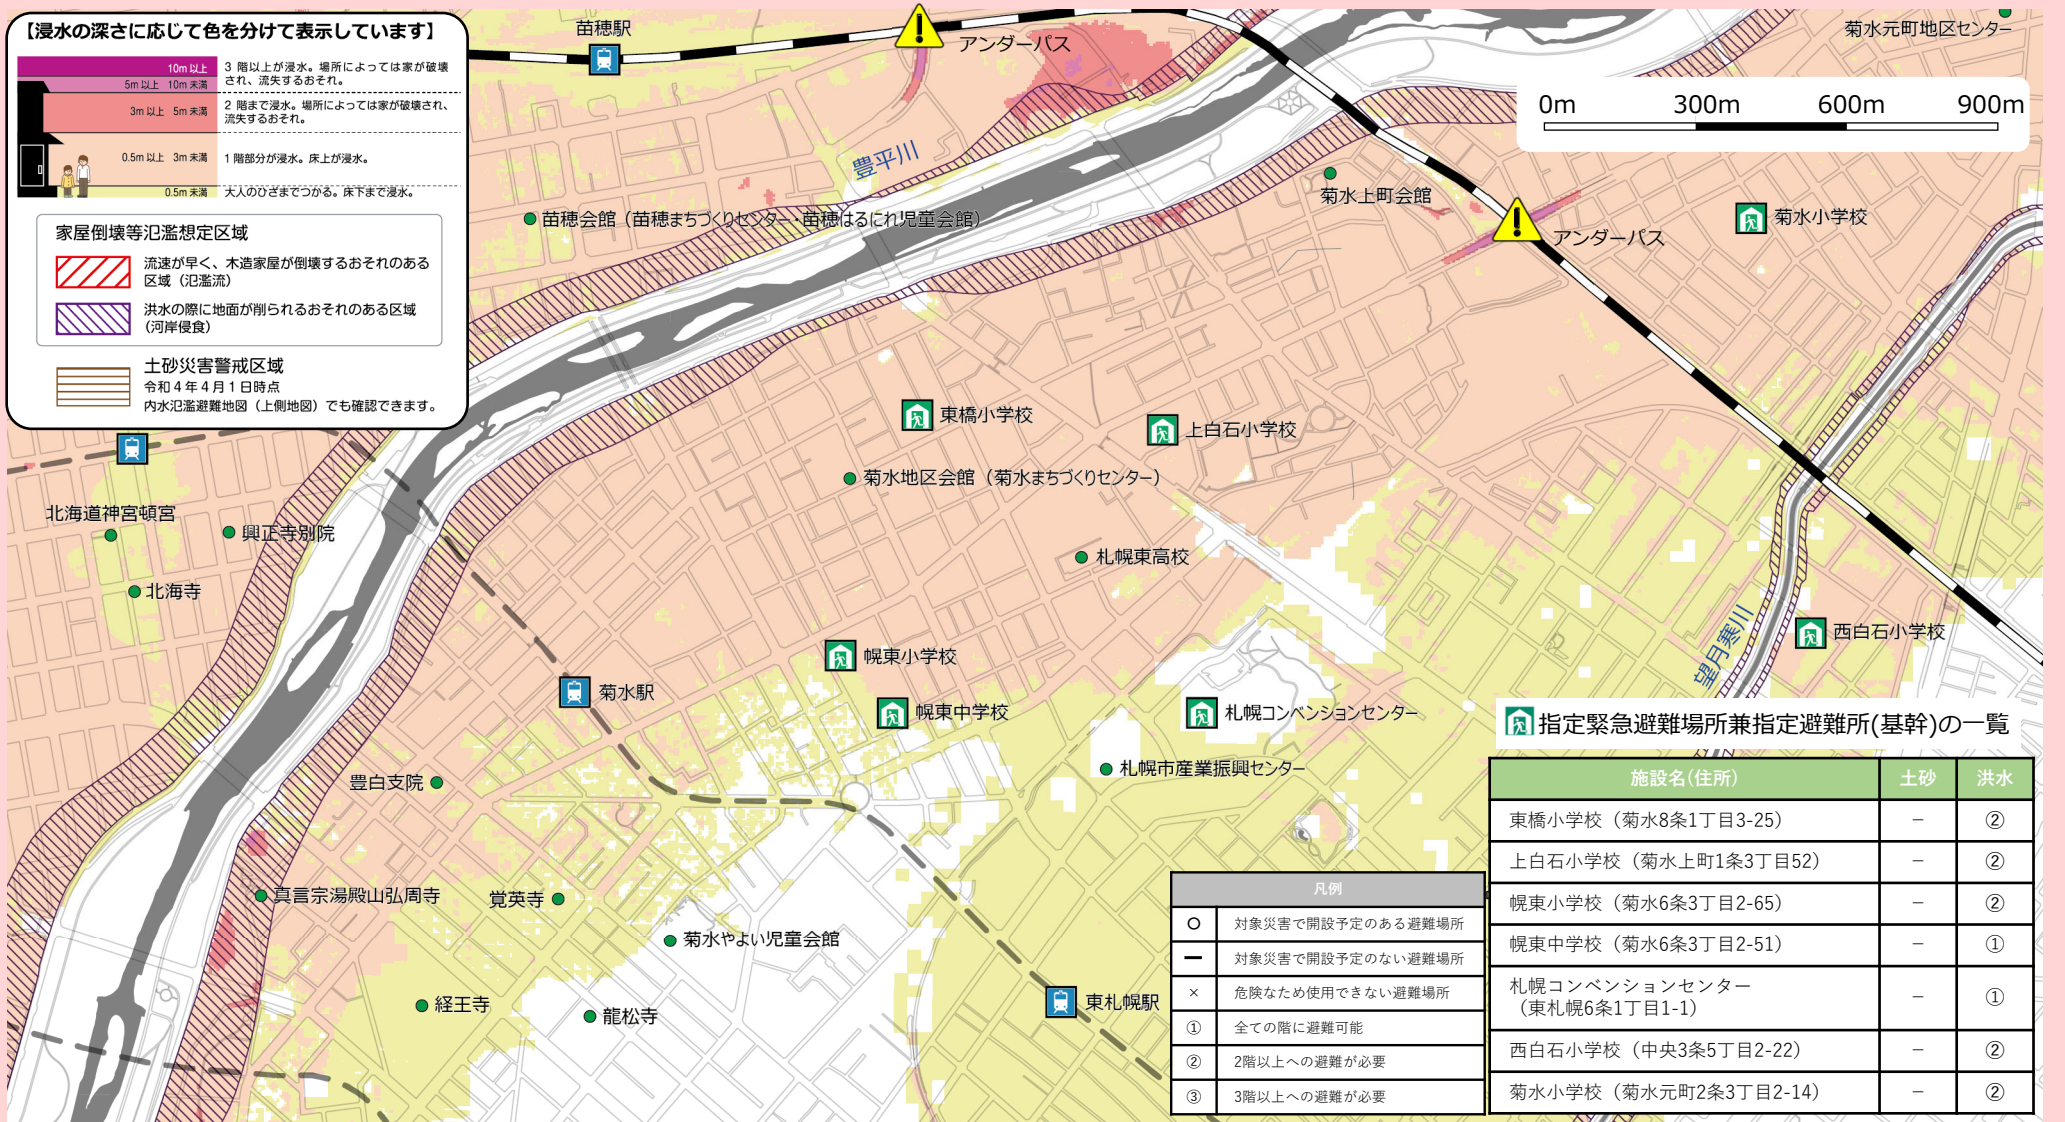 【浸水の深さに応じて色を分けて表示しています】
10m 以上
3 階以上が浸水。場所によっては家が破壊
され、流失するおそれ。
5m 以上 10m 未満
3m 以上 5m 未満
2 階まで浸水。場所によっては家が破壊され、
流失するおそれ。
0.5m 以上 3m 未満
1 階部分が浸水。床上が浸水。
0.5m 未満
大人のひざまでつかる。床下まで浸水。
家屋倒壊等氾濫想定区域
流速が早く、木造家屋が倒壊するおそれのある
区域（氾濫流）
洪水の際に地面が削られるおそれのある区域
（河岸侵食）
土砂災害警戒区域
令和４年４月１日時点
内水氾濫避難地図（上側地図）でも確認できます。
苗穂駅
アンダーパス
菊水元町地区センター
0m 300m 600m 900m
豊平川
菊水上町会館
苗穂会館（苗穂まちづくりセンター・苗穂はるにれ児童会館）
アンダーパス
菊水小学校
東橋小学校
上白石小学校
菊水地区会館（菊水まちづくりセンター）
北海道神宮頓宮
興正寺別院
札幌東高校
北海寺
望月寒川
西白石小学校
幌東小学校
菊水駅
幌東中学校
札幌コンベンションセンター
札幌市産業振興センター
豊白支院
真言宗湯殿山弘周寺
覚英寺
菊水やよい児童会館
経王寺
龍松寺
東札幌駅
指定緊急避難場所兼指定避難所(基幹)の一覧
施設名(住所) 土砂 洪水
東橋小学校（菊水8条1丁目3-25） － ②
上白石小学校（菊水上町1条3丁目52） － ②
幌東小学校（菊水6条3丁目2-65） － ②
幌東中学校（菊水6条3丁目2-51） － ①
札幌コンベンションセンター
（東札幌6条1丁目1-1） － ①
西白石小学校（中央3条5丁目2-22） － ②
菊水小学校（菊水元町2条3丁目2-14） － ②
凡例
○ 対象災害で開設予定のある避難場所
ー 対象災害で開設予定のない避難場所
× 危険なため使用できない避難場所
① 全ての階に避難可能
② 2階以上への避難が必要
③ 3階以上への避難が必要